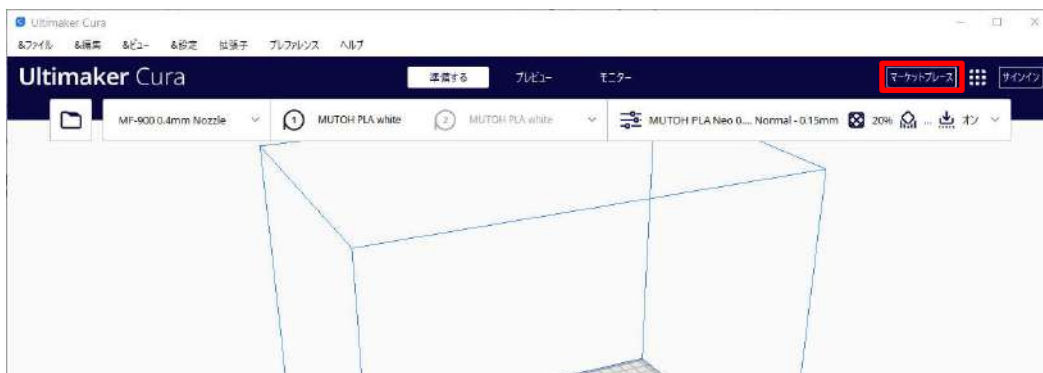 Ultimaker Cura
&ファイル &編集 &ビュー &設定 拡張子 プレファレンス ヘルプ
Ultimaker Cura 準備する プレビュー モニター マーケットプレース サインイン
MF-900 0.4mm Nozzle 1 MUTOH PLA white 2 MUTOH PLA white MUTOH PLA Neo 0.... Normal - 0.15mm 20% ... オン